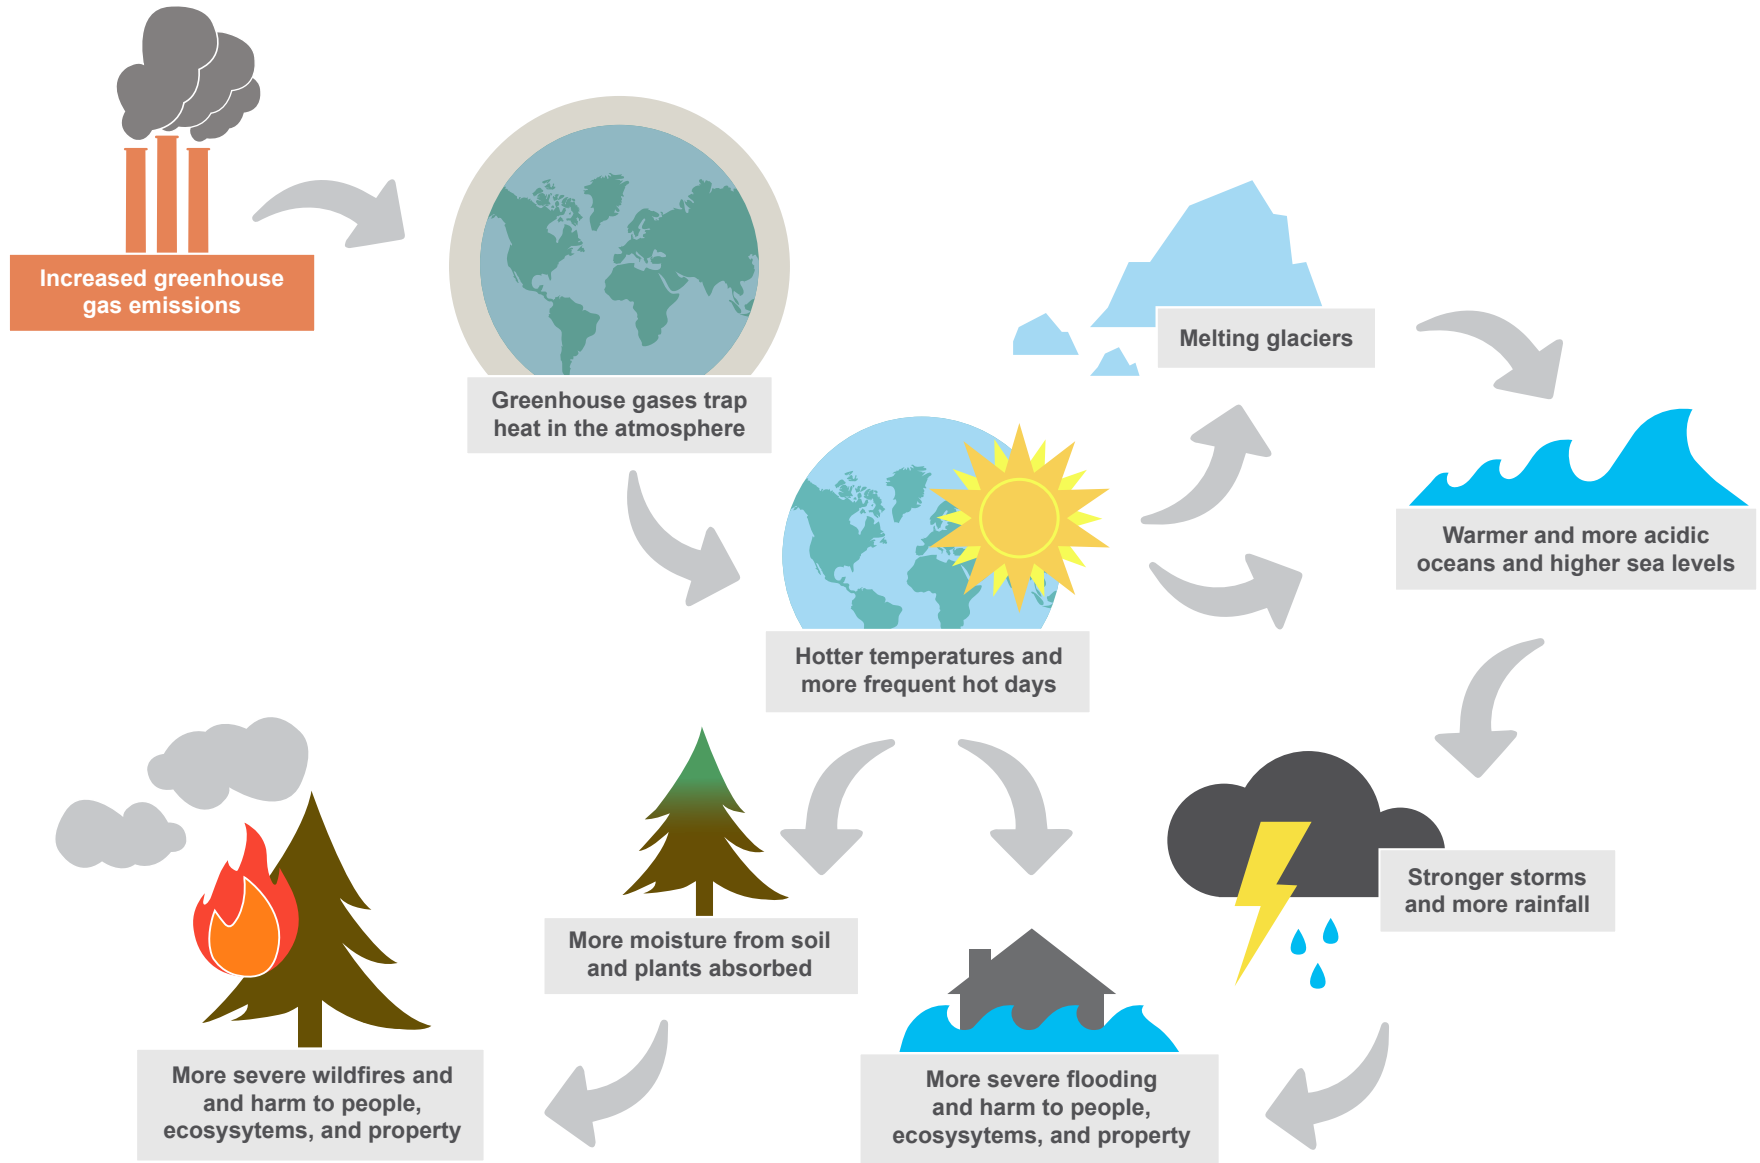 Increased greenhouse
gas emissions
Greenhouse gases trap
heat in the atmosphere
Melting glaciers
Warmer and more acidic
oceans and higher sea levels
Hotter temperatures and
more frequent hot days
Stronger storms
and more rainfall
More moisture from soil
and plants absorbed
More severe wildfires and
and harm to people,
ecosysytems, and property
More severe flooding
and harm to people,
ecosysytems, and property